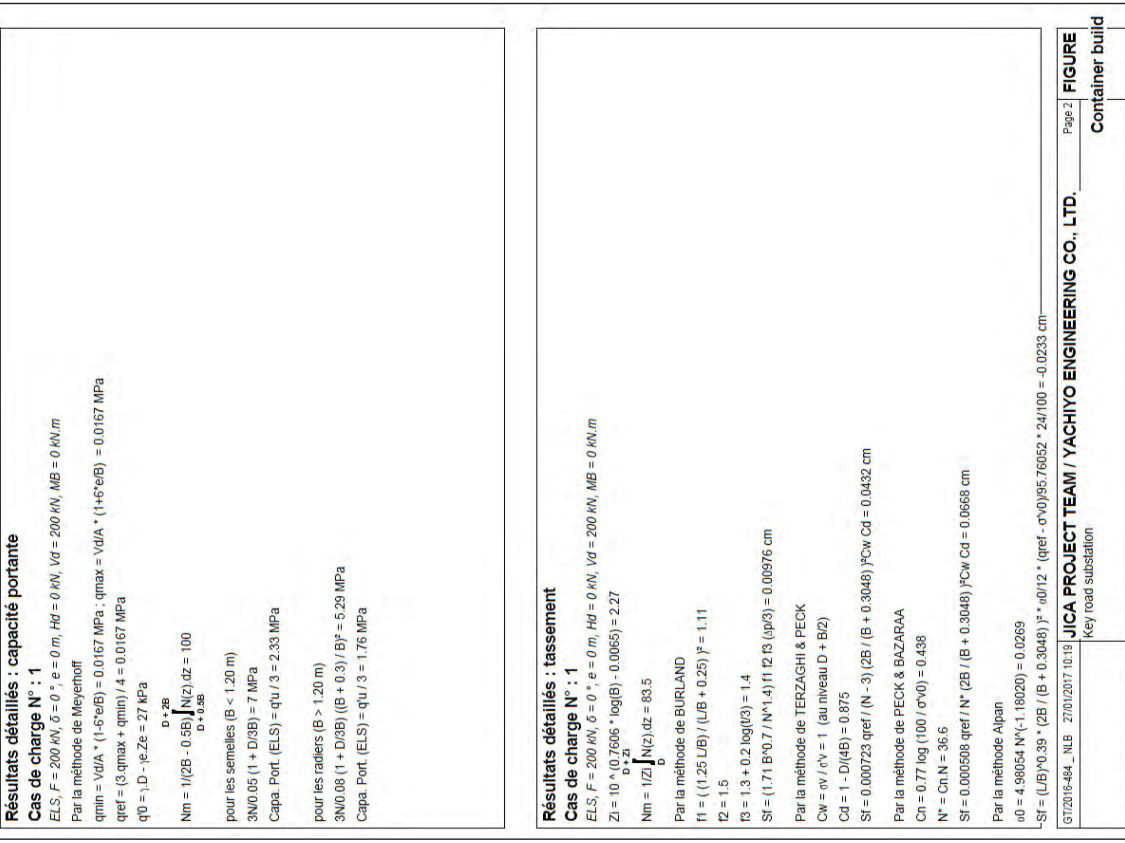 Résultats détaillés : capacité portante
Cas de charge N° : 1
ELS, F = 200 kN, δ = 0 °, e = 0 m, Hd = 0 kN, Vd = 200 kN, MB = 0 kN.m
Par la méthode de Meyerhoff
qmin = Vd/A * (1-6*e/B) = 0.0167 MPa ; qmax = Vd/A * (1+6*e/B) = 0.0167 MPa
qref = (3.qmax + qmin) / 4 = 0.0167 MPa
q'0 = γ.D - γe.Ze = 27 kPa
D + 2B
Nm = 1/(2B - 0.5B)∫N(z).dz = 100
D + 0.5B
pour les semelles (B < 1.20 m)
3N/0.05 (1 + D/3B) = 7 MPa
Capa. Port. (ELS) = q'u / 3 = 2.33 MPa
pour les radiers (B > 1.20 m)
3N/0.08 (1 + D/3B) ((B + 0.3) / B)² = 5.29 MPa
Capa. Port. (ELS) = q'u / 3 = 1.76 MPa
Résultats détaillés : tassement
Cas de charge N° : 1
ELS, F = 200 kN, δ = 0 °, e = 0 m, Hd = 0 kN, Vd = 200 kN, MB = 0 kN.m
Zi = 10 ^ (0.7606 * log(B) - 0.0065) = 2.27
D + Zi
Nm = 1/Zi∫N(z).dz = 83.5
D
Par la méthode de BURLAND
f1 = ( (1.25 L/B) / (L/B + 0.25) )² = 1.11
f2 = 1.5
f3 = 1.3 + 0.2 log(t/3) = 1.4
Sf = (1.71 B^0.7 / N^1.4) f1 f2 f3 (Δp/3) = 0.00976 cm
Par la méthode de TERZAGHI & PECK
Cw = σv / σ'v = 1 (au niveau D + B/2)
Cd = 1 - D/(4B) = 0.875
Sf = 0.000723 qref / (N - 3) (2B / (B + 0.3048) )²Cw Cd = 0.0432 cm
Par la méthode de PECK & BAZARAA
Cn = 0.77 log (100 / σ'v0) = 0.438
N* = Cn.N = 36.6
Sf = 0.0000508 qref / N* (2B / (B + 0.3048) )²Cw Cd = 0.0668 cm
Par la méthode Alpan
α0 = 4.98054 N^(-1.18020) = 0.0269
Sf = (L/B)^0.39 * (2B / (B + 0.3048))² * α0/12 * (qref - σ'v0)/95.76052 * 24/100 = -0.0233 cm
GT/2016-484 _ NLB 27/01/2017 10:19 JICA PROJECT TEAM / YACHIYO ENGINEERING CO., LTD. Page 2 FIGURE
Key road substation Container build